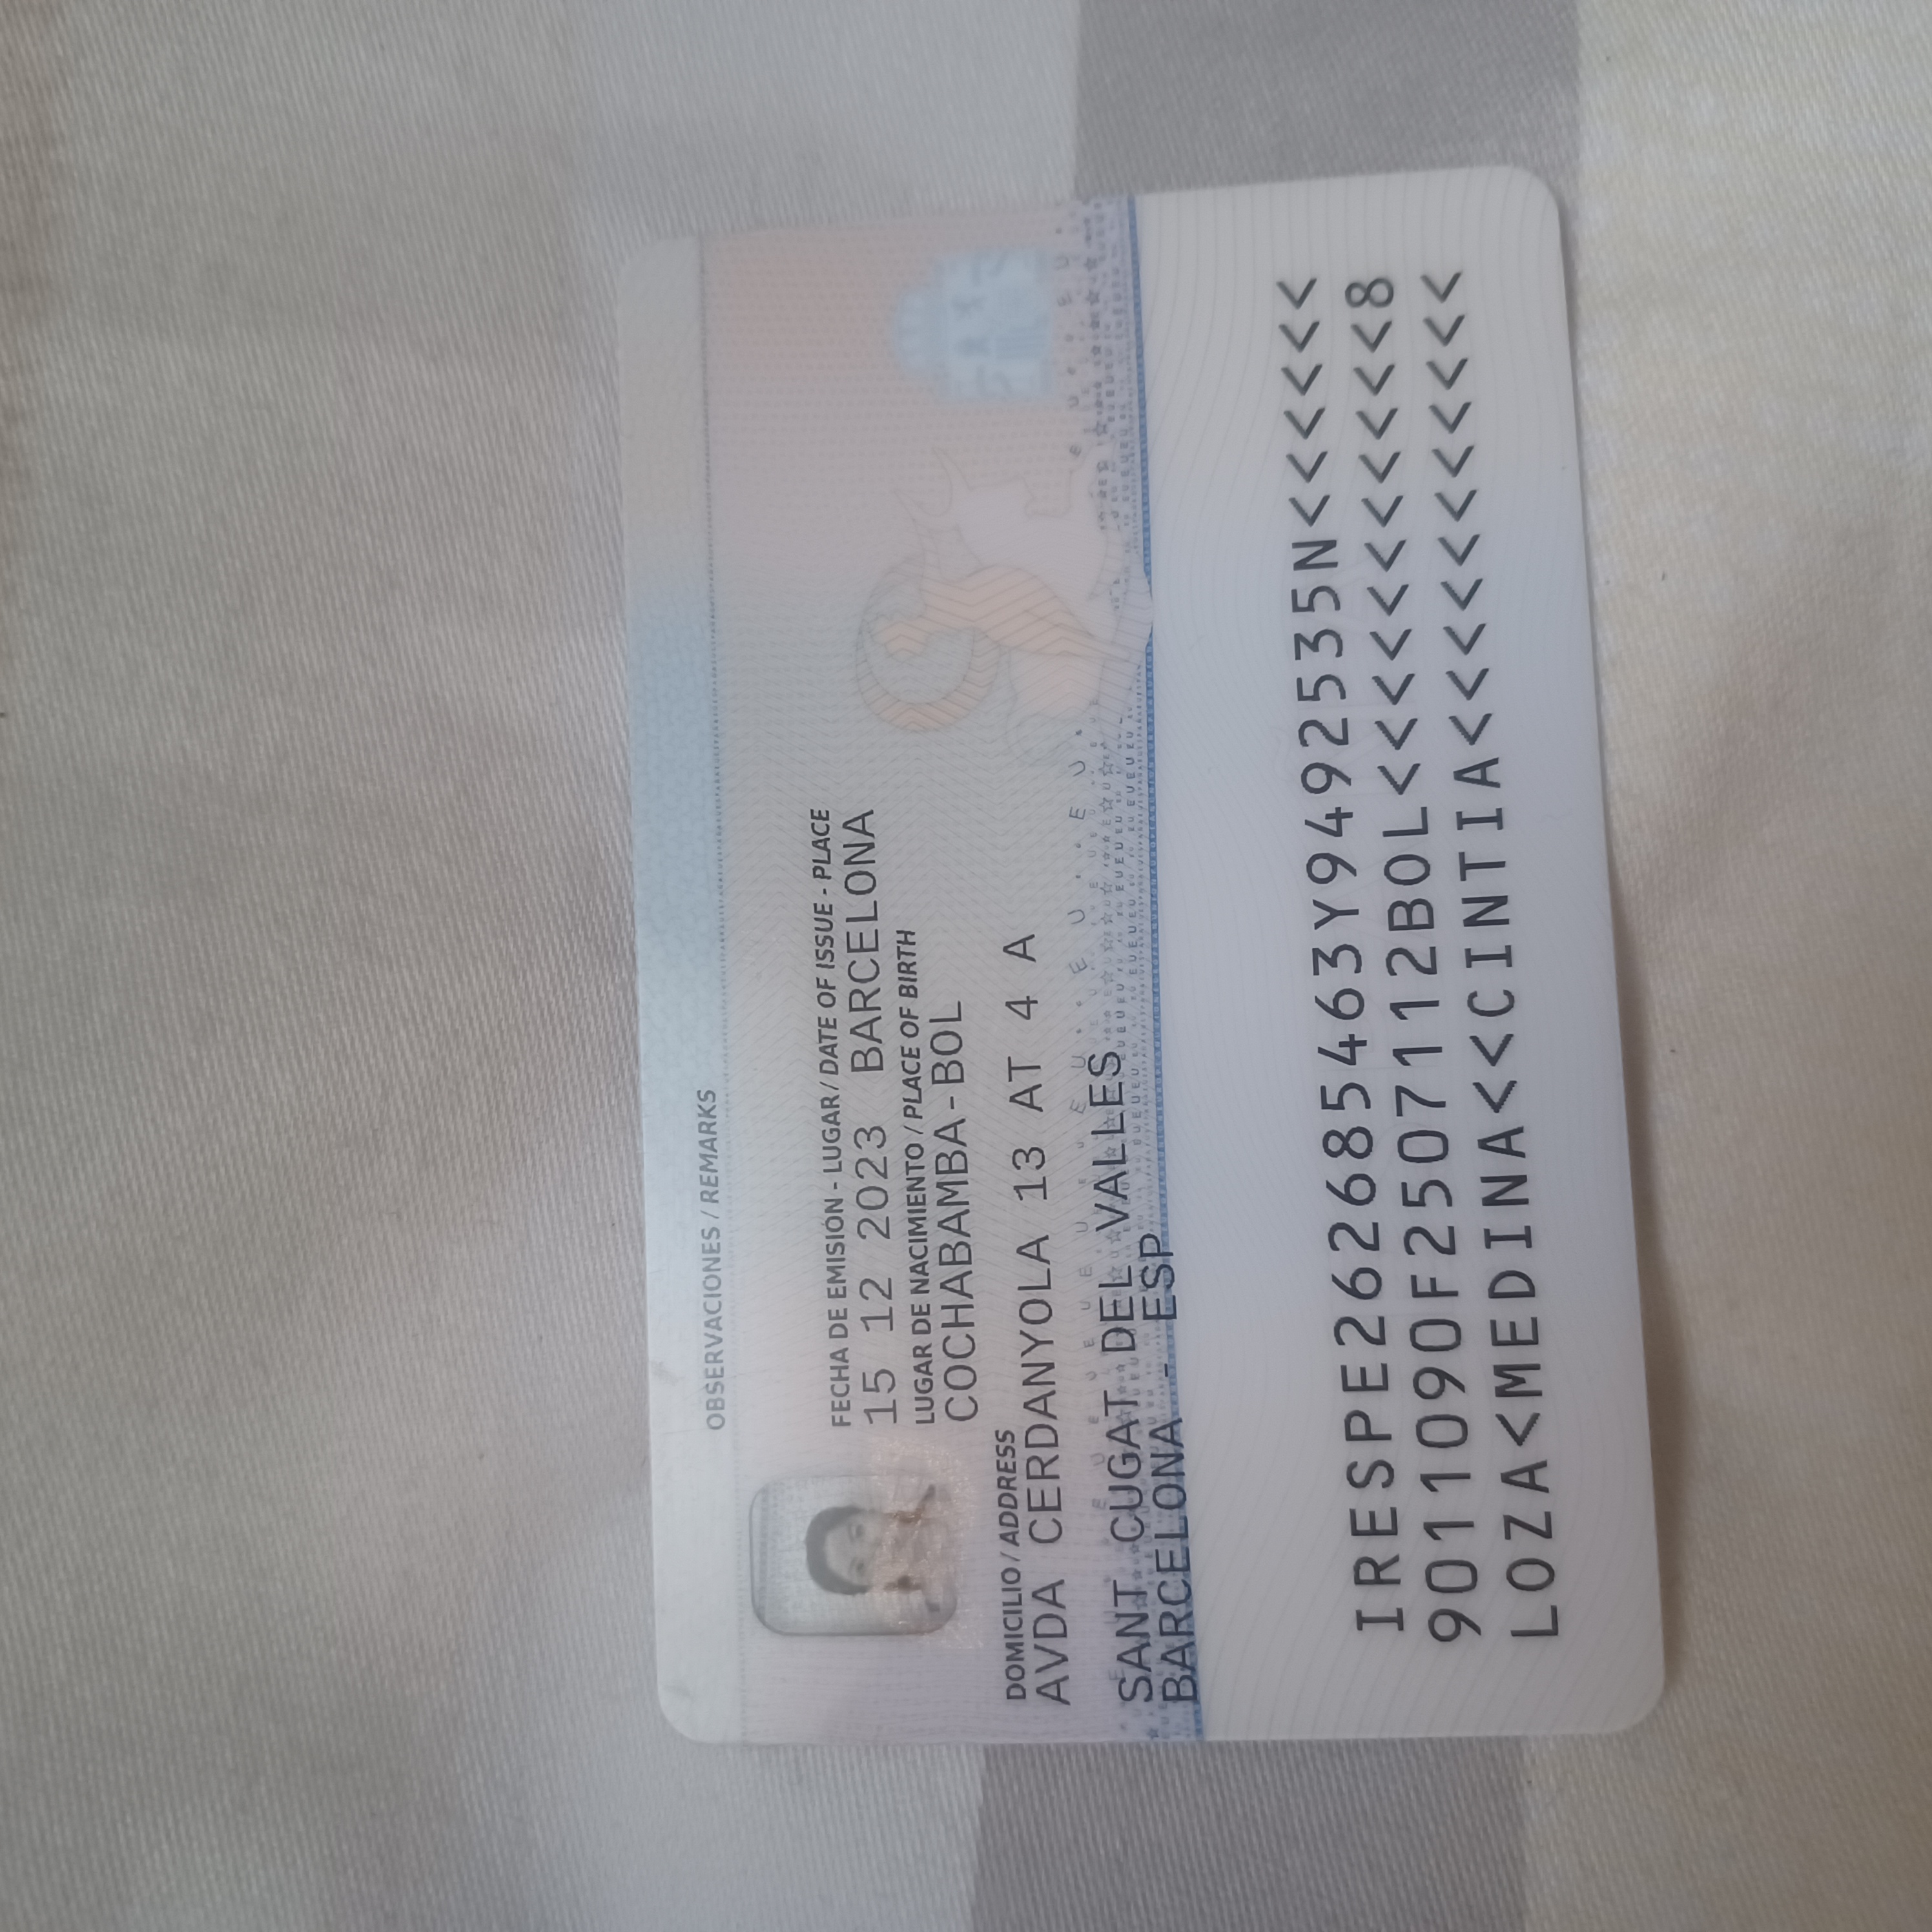 OBSERVACIONES / REMARKS
FECHA DE EMISIÓN - LUGAR / DATE OF ISSUE - PLACE
15 12 2023 BARCELONA
LUGAR DE NACIMIENTO / PLACE OF BIRTH
COCHABAMBA-BOL
DOMICILIO / ADDRESS
AVDA CERDANYOLA 13 AT 4 A
SANT CUGAT DEL VALLES
BARCELONA - ESP
IRESPE262685463Y9492535N<<<<<<
9011090F2507112BOL<<<<<<<<<<<8
LOZA<MEDINA<<CINTIA<<<<<<<<<<<